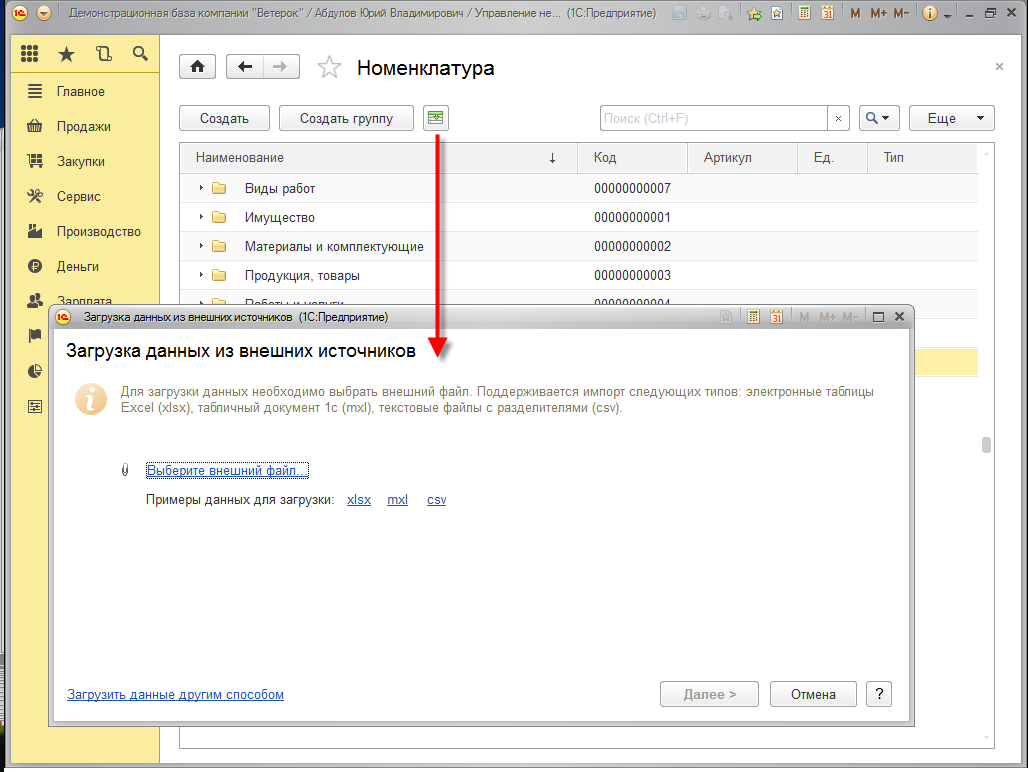 Демонстрационная база компании "Ветерок" / Абдулов Юрий Владимирович / Управление не... (1С:Предприятие)
M M+ M-
Главное
Продажи
Закупки
Сервис
Производство
Деньги
Зарплата
Номенклатура
Создать
Создать группу
Поиск (Ctrl+F)
×
Еще
Наименование ↓ Код Артикул Ед. Тип
Виды работ 00000000007
Имущество 00000000001
Материалы и комплектующие 00000000002
Продукция, товары 00000000003
Работы и услуги 00000000004
Загрузка данных из внешних источников (1С:Предприятие)
31 M M+ M-
Загрузка данных из внешних источников
Для загрузки данных необходимо выбрать внешний файл. Поддерживается импорт следующих типов: электронные таблицы
Excel (xlsx), табличный документ 1с (mxl), текстовые файлы с разделителями (csv).
Выберите внешний файл...
Примеры данных для загрузки: xlsx mxl csv
Загрузить данные другим способом
Далее >
Отмена
?